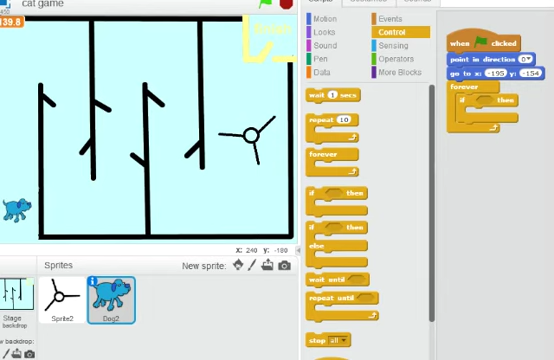 cat game
139.8
x: 240 y: -180
Sprites
New sprite:
Stage
backdrop
Sprite2
Dog2
backdrop:
Motion
Looks
Sound
Pen
Data
Events
Control
Sensing
Operators
More Blocks
wait 1 secs
repeat 10
forever
if then
if then
else
wait until
repeat until
stop all
when clicked
point in direction 0
go to x: -195 y: -154
forever
if then